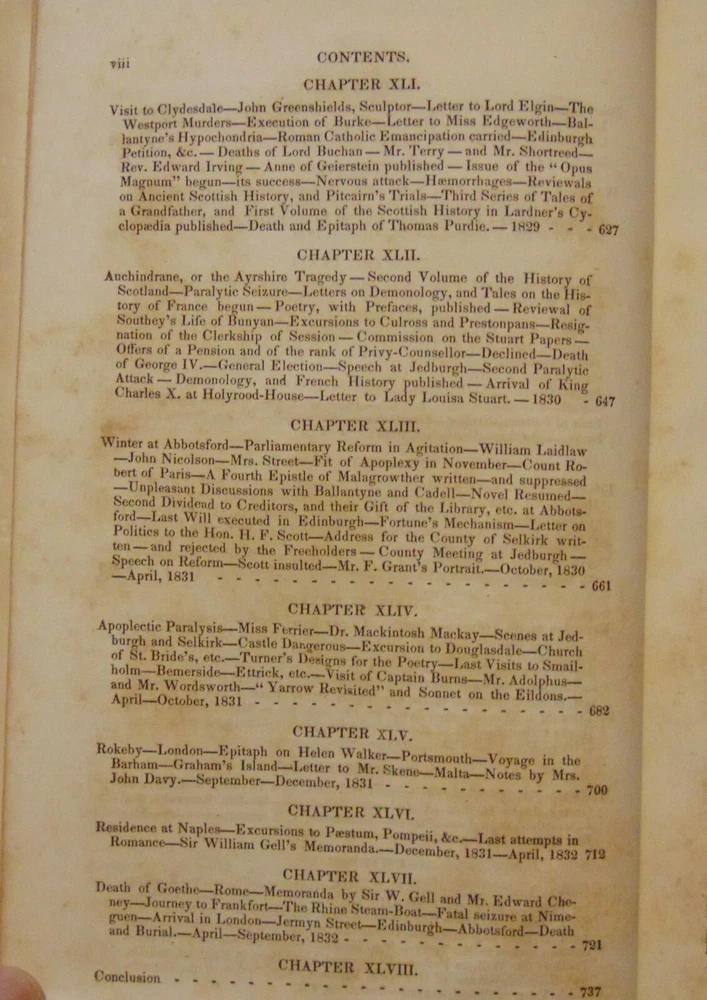 viii
CONTENTS.
CHAPTER XLI.
Visit to Clydesdale—John Greenshields, Sculptor—Letter to Lord Elgin—The
Westport Murders—Execution of Burke—Letter to Miss Edgeworth—Bal-
lantyne's Hypochondria—Roman Catholic Emancipation carried—Edinburgh
Petition, &c.—Deaths of Lord Buchan—Mr. Terry—and Mr. Shortreed—
Rev. Edward Irving—Anne of Geierstein published—Issue of the "Opus
Magnum" begun—its success—Nervous attack—Hæmorrhages—Reviewals
on Ancient Scottish History, and Pitcairn's Trials—Third Series of Tales of
a Grandfather, and First Volume of the Scottish History in Lardner's Cy-
clopædia published—Death and Epitaph of Thomas Purdie.—1829 - - - 627
CHAPTER XLII.
Auchindrane, or the Ayrshire Tragedy—Second Volume of the History of
Scotland—Paralytic Seizure—Letters on Demonology, and Tales on the His-
tory of France begun—Poetry, with Prefaces, published—Reviewal of
Southey's Life of Bunyan—Excursions to Culross and Prestonpans—Resig-
nation of the Clerkship of Session—Commission on the Stuart Papers—
Offers of a Pension and of the rank of Privy-Counsellor—Declined—Death
of George IV.—General Election—Speech at Jedburgh—Second Paralytic
Attack—Demonology, and French History published—Arrival of King
Charles X. at Holyrood-House—Letter to Lady Louisa Stuart.—1830 - 647
CHAPTER XLIII.
Winter at Abbotsford—Parliamentary Reform in Agitation—William Laidlaw
—John Nicolson—Mrs. Street—Fit of Apoplexy in November—Count Ro-
bert of Paris—A Fourth Epistle of Malagrowther written—and suppressed
—Unpleasant Discussions with Ballantyne and Cadell—Novel Resumed—
Second Dividend to Creditors, and their Gift of the Library, etc. at Abbots-
ford—Last Will executed in Edinburgh—Fortune's Mechanism—Letter on
Politics to the Hon. H. F. Scott—Address for the County of Selkirk writ-
ten—and rejected by the Freeholders—County Meeting at Jedburgh—
Speech on Reform—Scott insulted—Mr. F. Grant's Portrait.—October, 1830
—April, 1831 - - - - - - - - - - - - - - - - - - 661
CHAPTER XLIV.
Apoplectic Paralysis—Miss Ferrier—Dr. Mackintosh Mackay—Scenes at Jed-
burgh and Selkirk—Castle Dangerous—Excursion to Douglasdale—Church
of St. Bride's, etc.—Turner's Designs for the Poetry—Last Visits to Smail-
holm—Bemerside—Ettrick, etc.—Visit of Captain Burns—Mr. Adolphus—
and Mr. Wordsworth—"Yarrow Revisited" and Sonnet on the Eildons.—
April—October, 1831 - - - - - - - - - - - - - - - - 682
CHAPTER XLV.
Rokeby—London—Epitaph on Helen Walker—Portsmouth—Voyage in the
Barham—Graham's Island—Letter to Mr. Skene—Malta—Notes by Mrs.
John Davy.—September—December, 1831 - - - - - - - - - - 700
CHAPTER XLVI.
Residence at Naples—Excursions to Pæstum, Pompeii, &c.—Last attempts in
Romance—Sir William Gell's Memoranda.—December, 1831—April, 1832 712
CHAPTER XLVII.
Death of Goethe—Rome—Memoranda by Sir W. Gell and Mr. Edward Che-
ney—Journey to Frankfort—The Rhine Steam-Boat—Fatal seizure at Nime-
guen—Arrival in London—Jermyn Street—Edinburgh—Abbotsford—Death
and Burial.—April—September, 1832 - - - - - - - - - - - - 721
CHAPTER XLVIII.
Conclusion - - - - - - - - - - - - - - - - - - - - 737